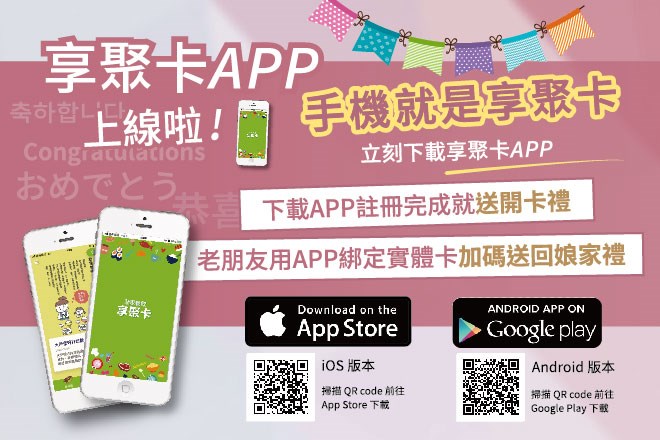 享聚卡APP
上線啦!
手機就是享聚卡
立刻下載享聚卡APP
축하합니다
Congratulations
おめでとう
恭喜
下載APP註冊完成就送開卡禮
老朋友用APP綁定實體卡加碼送回娘家禮
享聚卡
Download on the
App Store
ANDROID APP ON
Google play
iOS 版本
掃描 QR code 前往
App Store 下載
Android 版本
掃描 QR code 前往
Google Play 下載